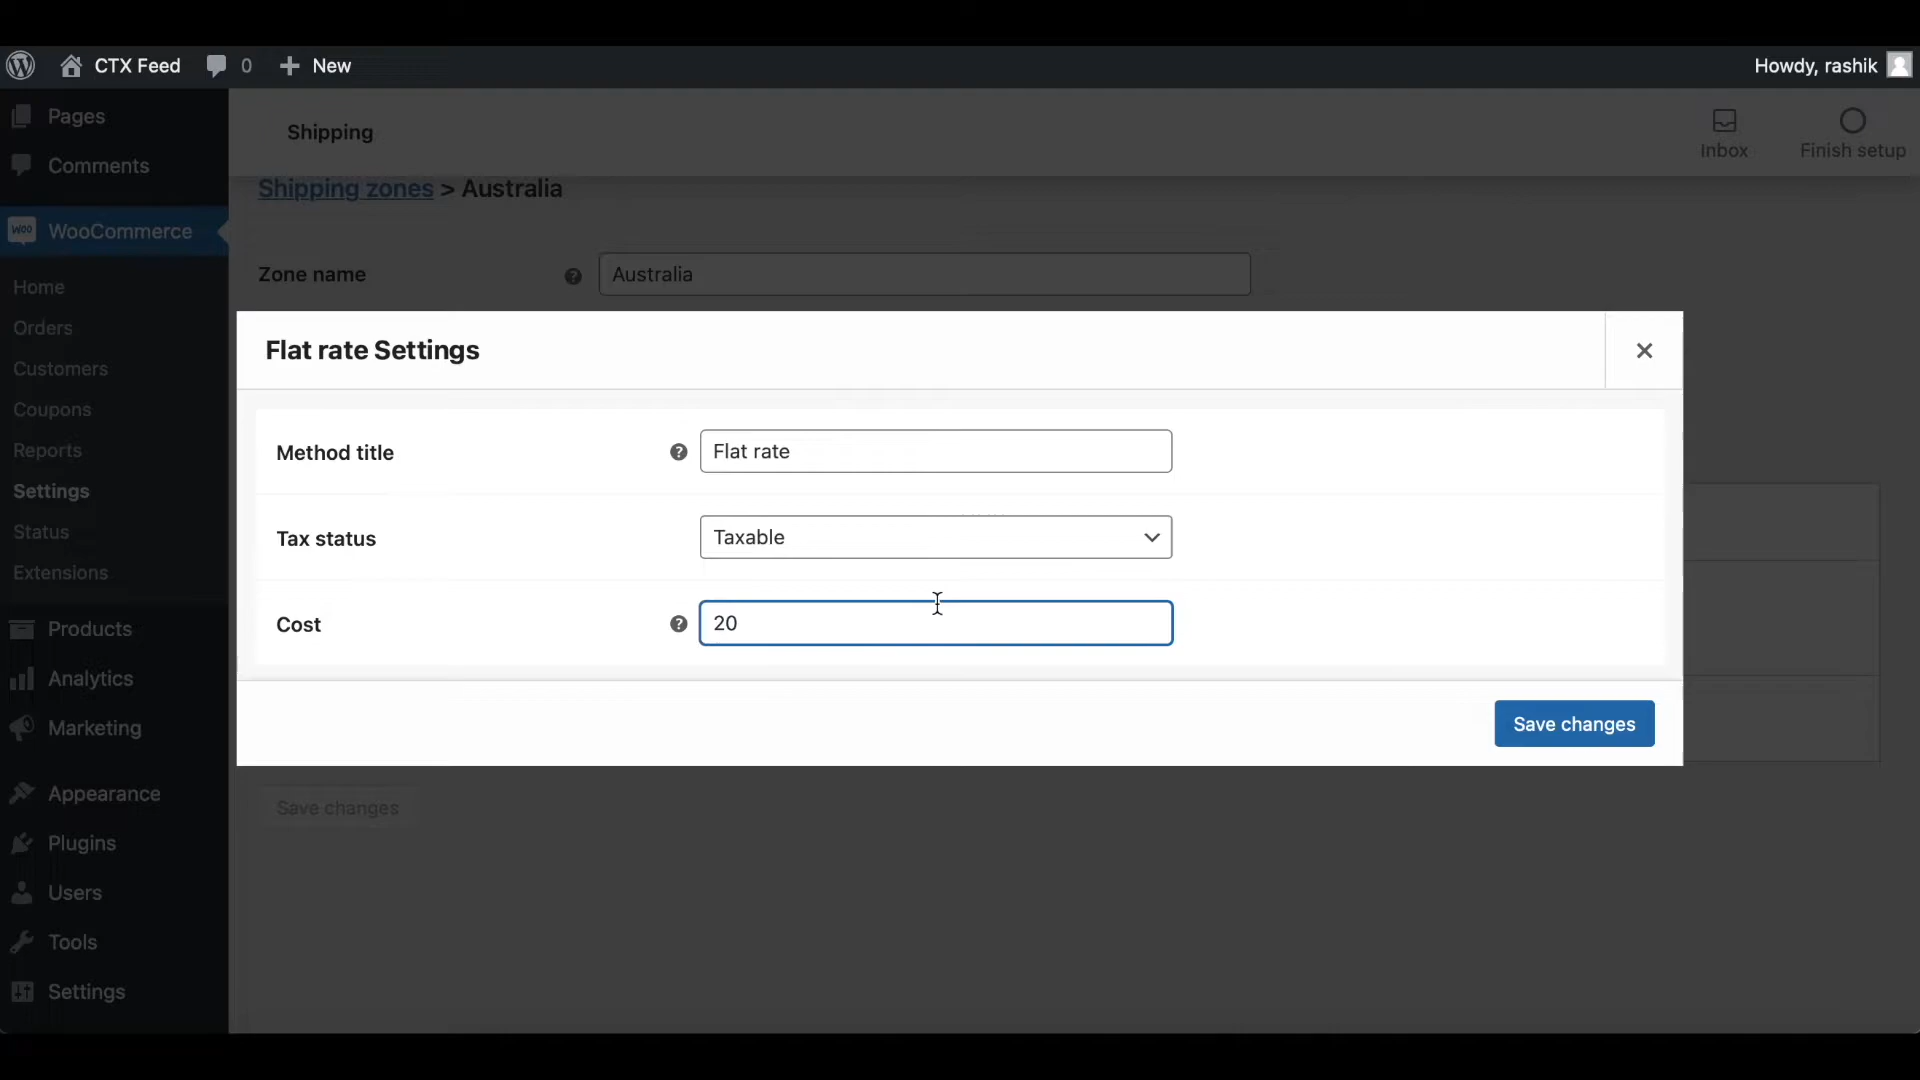 CTX Feed 0 New Howdy, rashik
Pages
Comments
WooCommerce
Home
Orders
Customers
Coupons
Reports
Settings
Status
Extensions
Products
Analytics
Marketing
Appearance
Plugins
Users
Tools
Settings
Shipping
Inbox
Finish setup
Shipping zones > Australia
Zone name ? Australia
Flat rate Settings
Method title ? Flat rate
Tax status Taxable
Cost ? 20
Save changes
Save changes